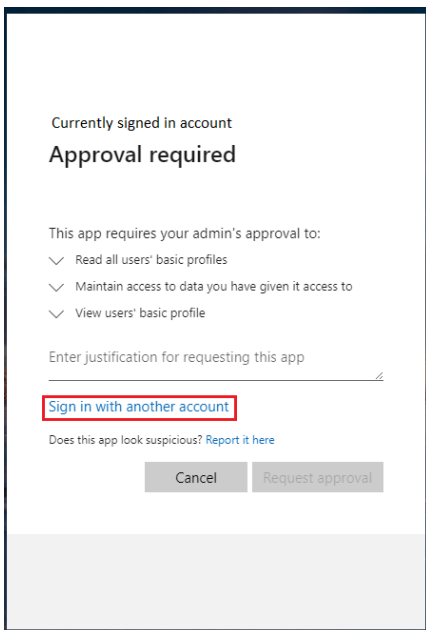 Currently signed in account
Approval required
This app requires your admin's approval to:
Read all users' basic profiles
Maintain access to data you have given it access to
View users' basic profile
Enter justification for requesting this app
Sign in with another account
Does this app look suspicious? Report it here
Cancel Request approval